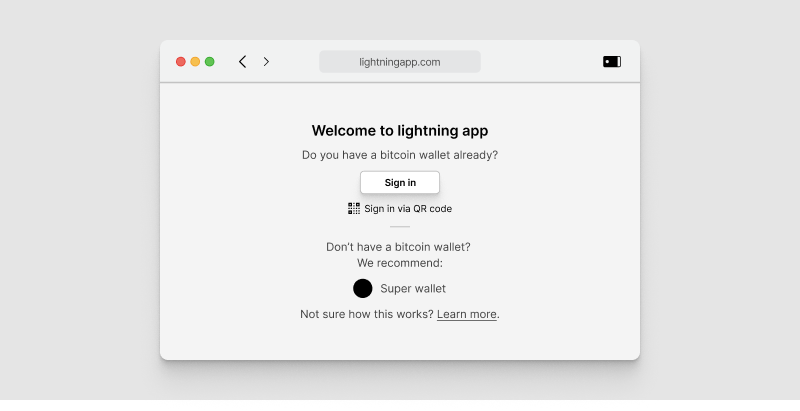 lightningapp.com
Welcome to lightning app
Do you have a bitcoin wallet already?
Sign in
Sign in via QR code
Don't have a bitcoin wallet?
We recommend:
Super wallet
Not sure how this works? Learn more.